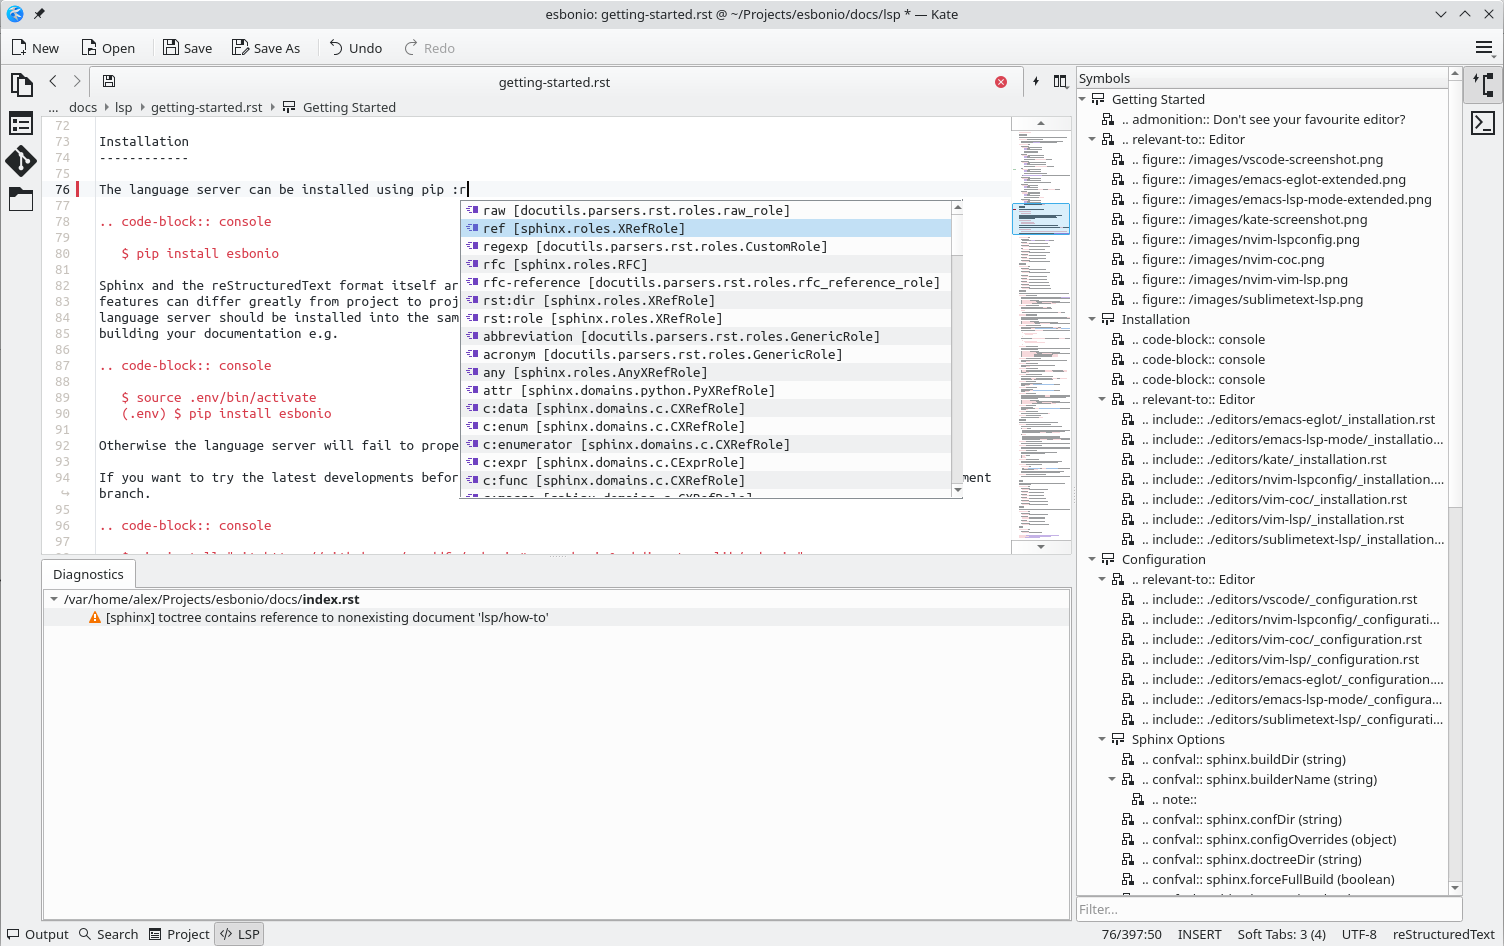 esbonio: getting-started.rst @ ~/Projects/esbonio/docs/lsp * — Kate
New
Open
Save
Save As
Undo
Redo
getting-started.rst
... docs lsp getting-started.rst Getting Started
72
73 Installation
74 ------------
75
76 The language server can be installed using pip :r
77
78 .. code-block:: console
79
80 $ pip install esbonio
81
82 Sphinx and the reStructuredText format itself ar
83 features can differ greatly from project to proj
84 language server should be installed into the sam
85 building your documentation e.g.
86
87 .. code-block:: console
88
89 $ source .env/bin/activate
90 (.env) $ pip install esbonio
91
92 Otherwise the language server will fail to prope
93
94 If you want to try the latest developments befor ment
branch.
95
96 .. code-block:: console
97
raw [docutils.parsers.rst.roles.raw_role]
ref [sphinx.roles.XRefRole]
regexp [docutils.parsers.rst.roles.CustomRole]
rfc [sphinx.roles.RFC]
rfc-reference [docutils.parsers.rst.roles.rfc_reference_role]
rst:dir [sphinx.roles.XRefRole]
rst:role [sphinx.roles.XRefRole]
abbreviation [docutils.parsers.rst.roles.GenericRole]
acronym [docutils.parsers.rst.roles.GenericRole]
any [sphinx.roles.AnyXRefRole]
attr [sphinx.domains.python.PyXRefRole]
c:data [sphinx.domains.c.CXRefRole]
c:enum [sphinx.domains.c.CXRefRole]
c:enumerator [sphinx.domains.c.CXRefRole]
c:expr [sphinx.domains.c.CExprRole]
c:func [sphinx.domains.c.CXRefRole]
Diagnostics
/var/home/alex/Projects/esbonio/docs/index.rst
[sphinx] toctree contains reference to nonexisting document 'lsp/how-to'
Symbols
Getting Started
.. admonition:: Don't see your favourite editor?
.. relevant-to:: Editor
.. figure:: /images/vscode-screenshot.png
.. figure:: /images/emacs-eglot-extended.png
.. figure:: /images/emacs-lsp-mode-extended.png
.. figure:: /images/kate-screenshot.png
.. figure:: /images/nvim-lspconfig.png
.. figure:: /images/nvim-coc.png
.. figure:: /images/nvim-vim-lsp.png
.. figure:: /images/sublimetext-lsp.png
Installation
.. code-block:: console
.. code-block:: console
.. code-block:: console
.. relevant-to:: Editor
.. include:: ./editors/emacs-eglot/_installation.rst
.. include:: ./editors/emacs-lsp-mode/_installatio...
.. include:: ./editors/kate/_installation.rst
.. include:: ./editors/nvim-lspconfig/_installation....
.. include:: ./editors/vim-coc/_installation.rst
.. include:: ./editors/vim-lsp/_installation.rst
.. include:: ./editors/sublimetext-lsp/_installation...
Configuration
.. relevant-to:: Editor
.. include:: ./editors/vscode/_configuration.rst
.. include:: ./editors/nvim-lspconfig/_configurati...
.. include:: ./editors/vim-coc/_configuration.rst
.. include:: ./editors/vim-lsp/_configuration.rst
.. include:: ./editors/emacs-eglot/_configuration....
.. include:: ./editors/emacs-lsp-mode/_configura...
.. include:: ./editors/sublimetext-lsp/_configurati...
Sphinx Options
.. confval:: sphinx.buildDir (string)
.. confval:: sphinx.builderName (string)
.. note::
.. confval:: sphinx.confDir (string)
.. confval:: sphinx.configOverrides (object)
.. confval:: sphinx.doctreeDir (string)
.. confval:: sphinx.forceFullBuild (boolean)
Filter...
Output
Search
Project
LSP
76/397:50
INSERT
Soft Tabs: 3 (4)
UTF-8
reStructuredText